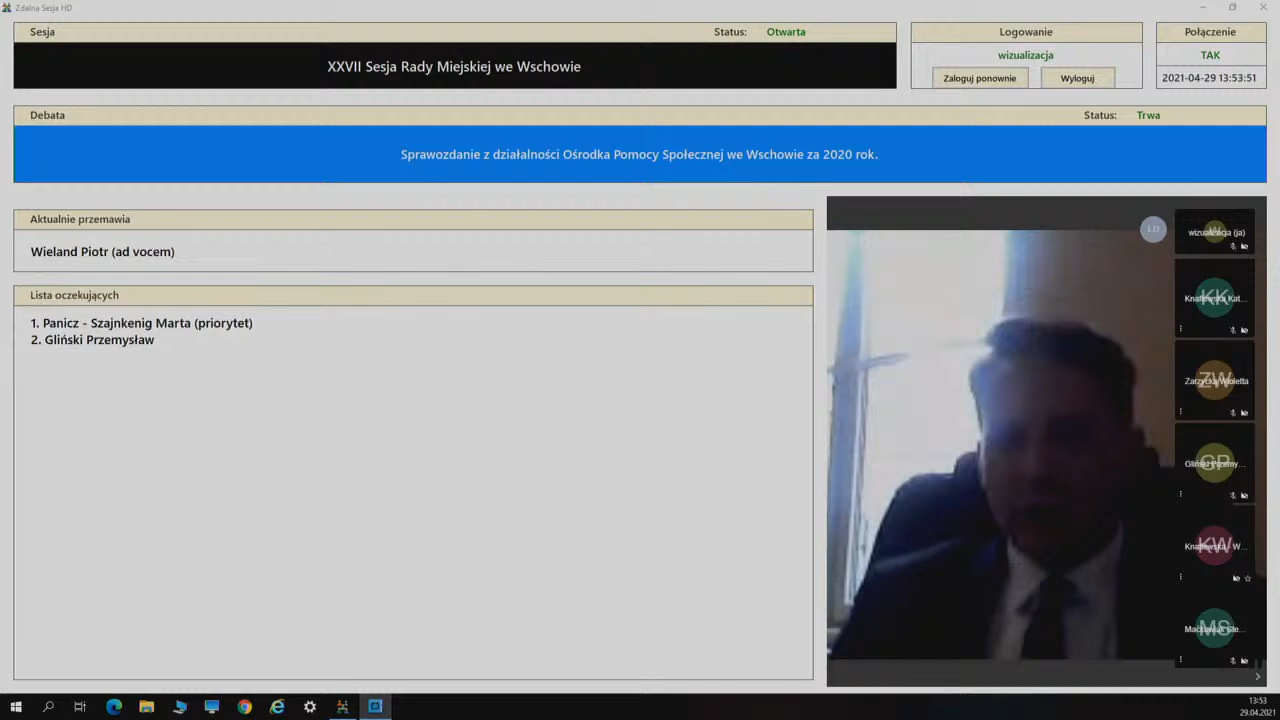 Zdalna Sesja HD
Sesja
Status: Otwarta
XXVII Sesja Rady Miejskiej we Wschowie
Logowanie
wizualizacja
Zaloguj ponownie
Wyloguj
Połączenie
TAK
2021-04-29 13:53:51
Debata
Status: Trwa
Sprawozdanie z działalności Ośrodka Pomocy Społecznej we Wschowie za 2020 rok.
Aktualnie przemawia
Wieland Piotr (ad vocem)
Lista oczekujących
1. Panicz - Szajnkenig Marta (priorytet)
2. Gliński Przemysław
wizualizacja (ja)
KK
ZW
Zarzycka Wioletta
GP
KW
MS
13:53
29.04.2021